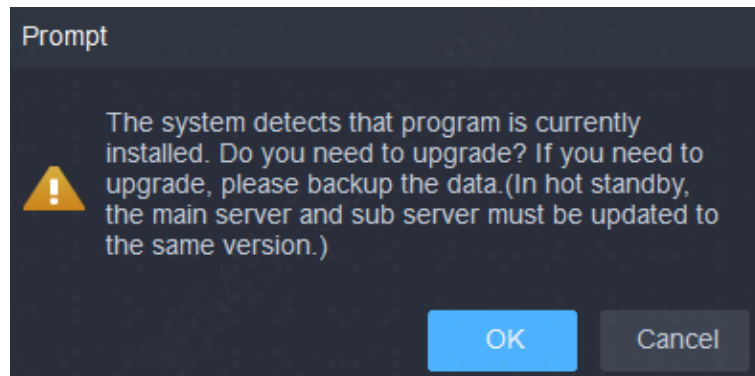 Prompt
The system detects that program is currently
installed. Do you need to upgrade? If you need to
upgrade, please backup the data.(In hot standby,
the main server and sub server must be updated to
the same version.)
OK
Cancel